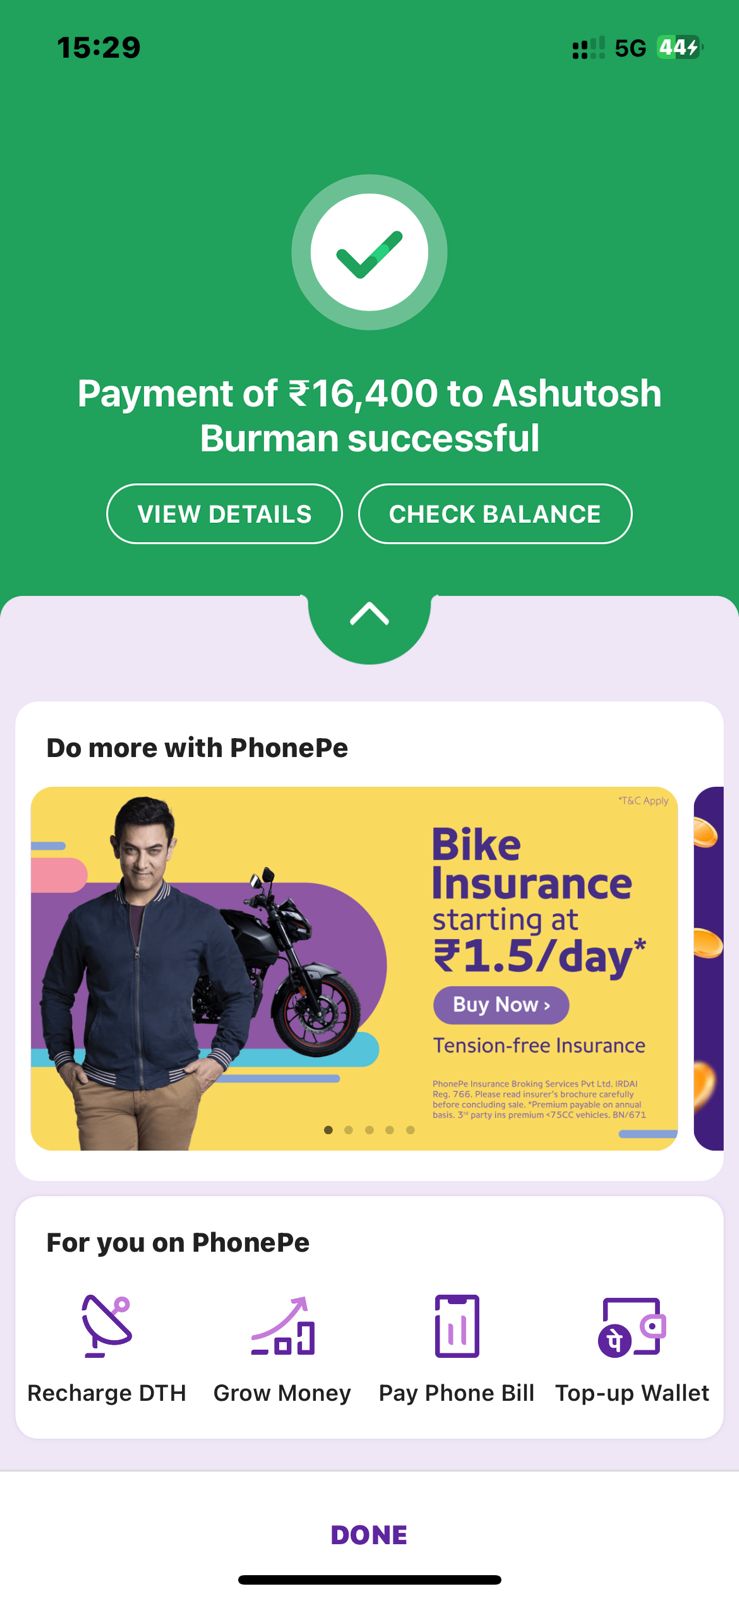 15:29
5G
44
Payment of ₹16,400 to Ashutosh
Burman successful
VIEW DETAILS
CHECK BALANCE
Do more with PhonePe
*T&C Apply
Bike
Insurance
starting at
₹1.5/day*
Buy Now ›
Tension-free Insurance
PhonePe Insurance Broking Services Pvt Ltd. IRDAI
Reg. 766. Please read insurer's brochure carefully
before concluding sale. *Premium payable on annual
basis. 3rd party ins premium <75CC vehicles. BN/671
For you on PhonePe
पे
Recharge DTH
Grow Money
Pay Phone Bill
Top-up Wallet
DONE